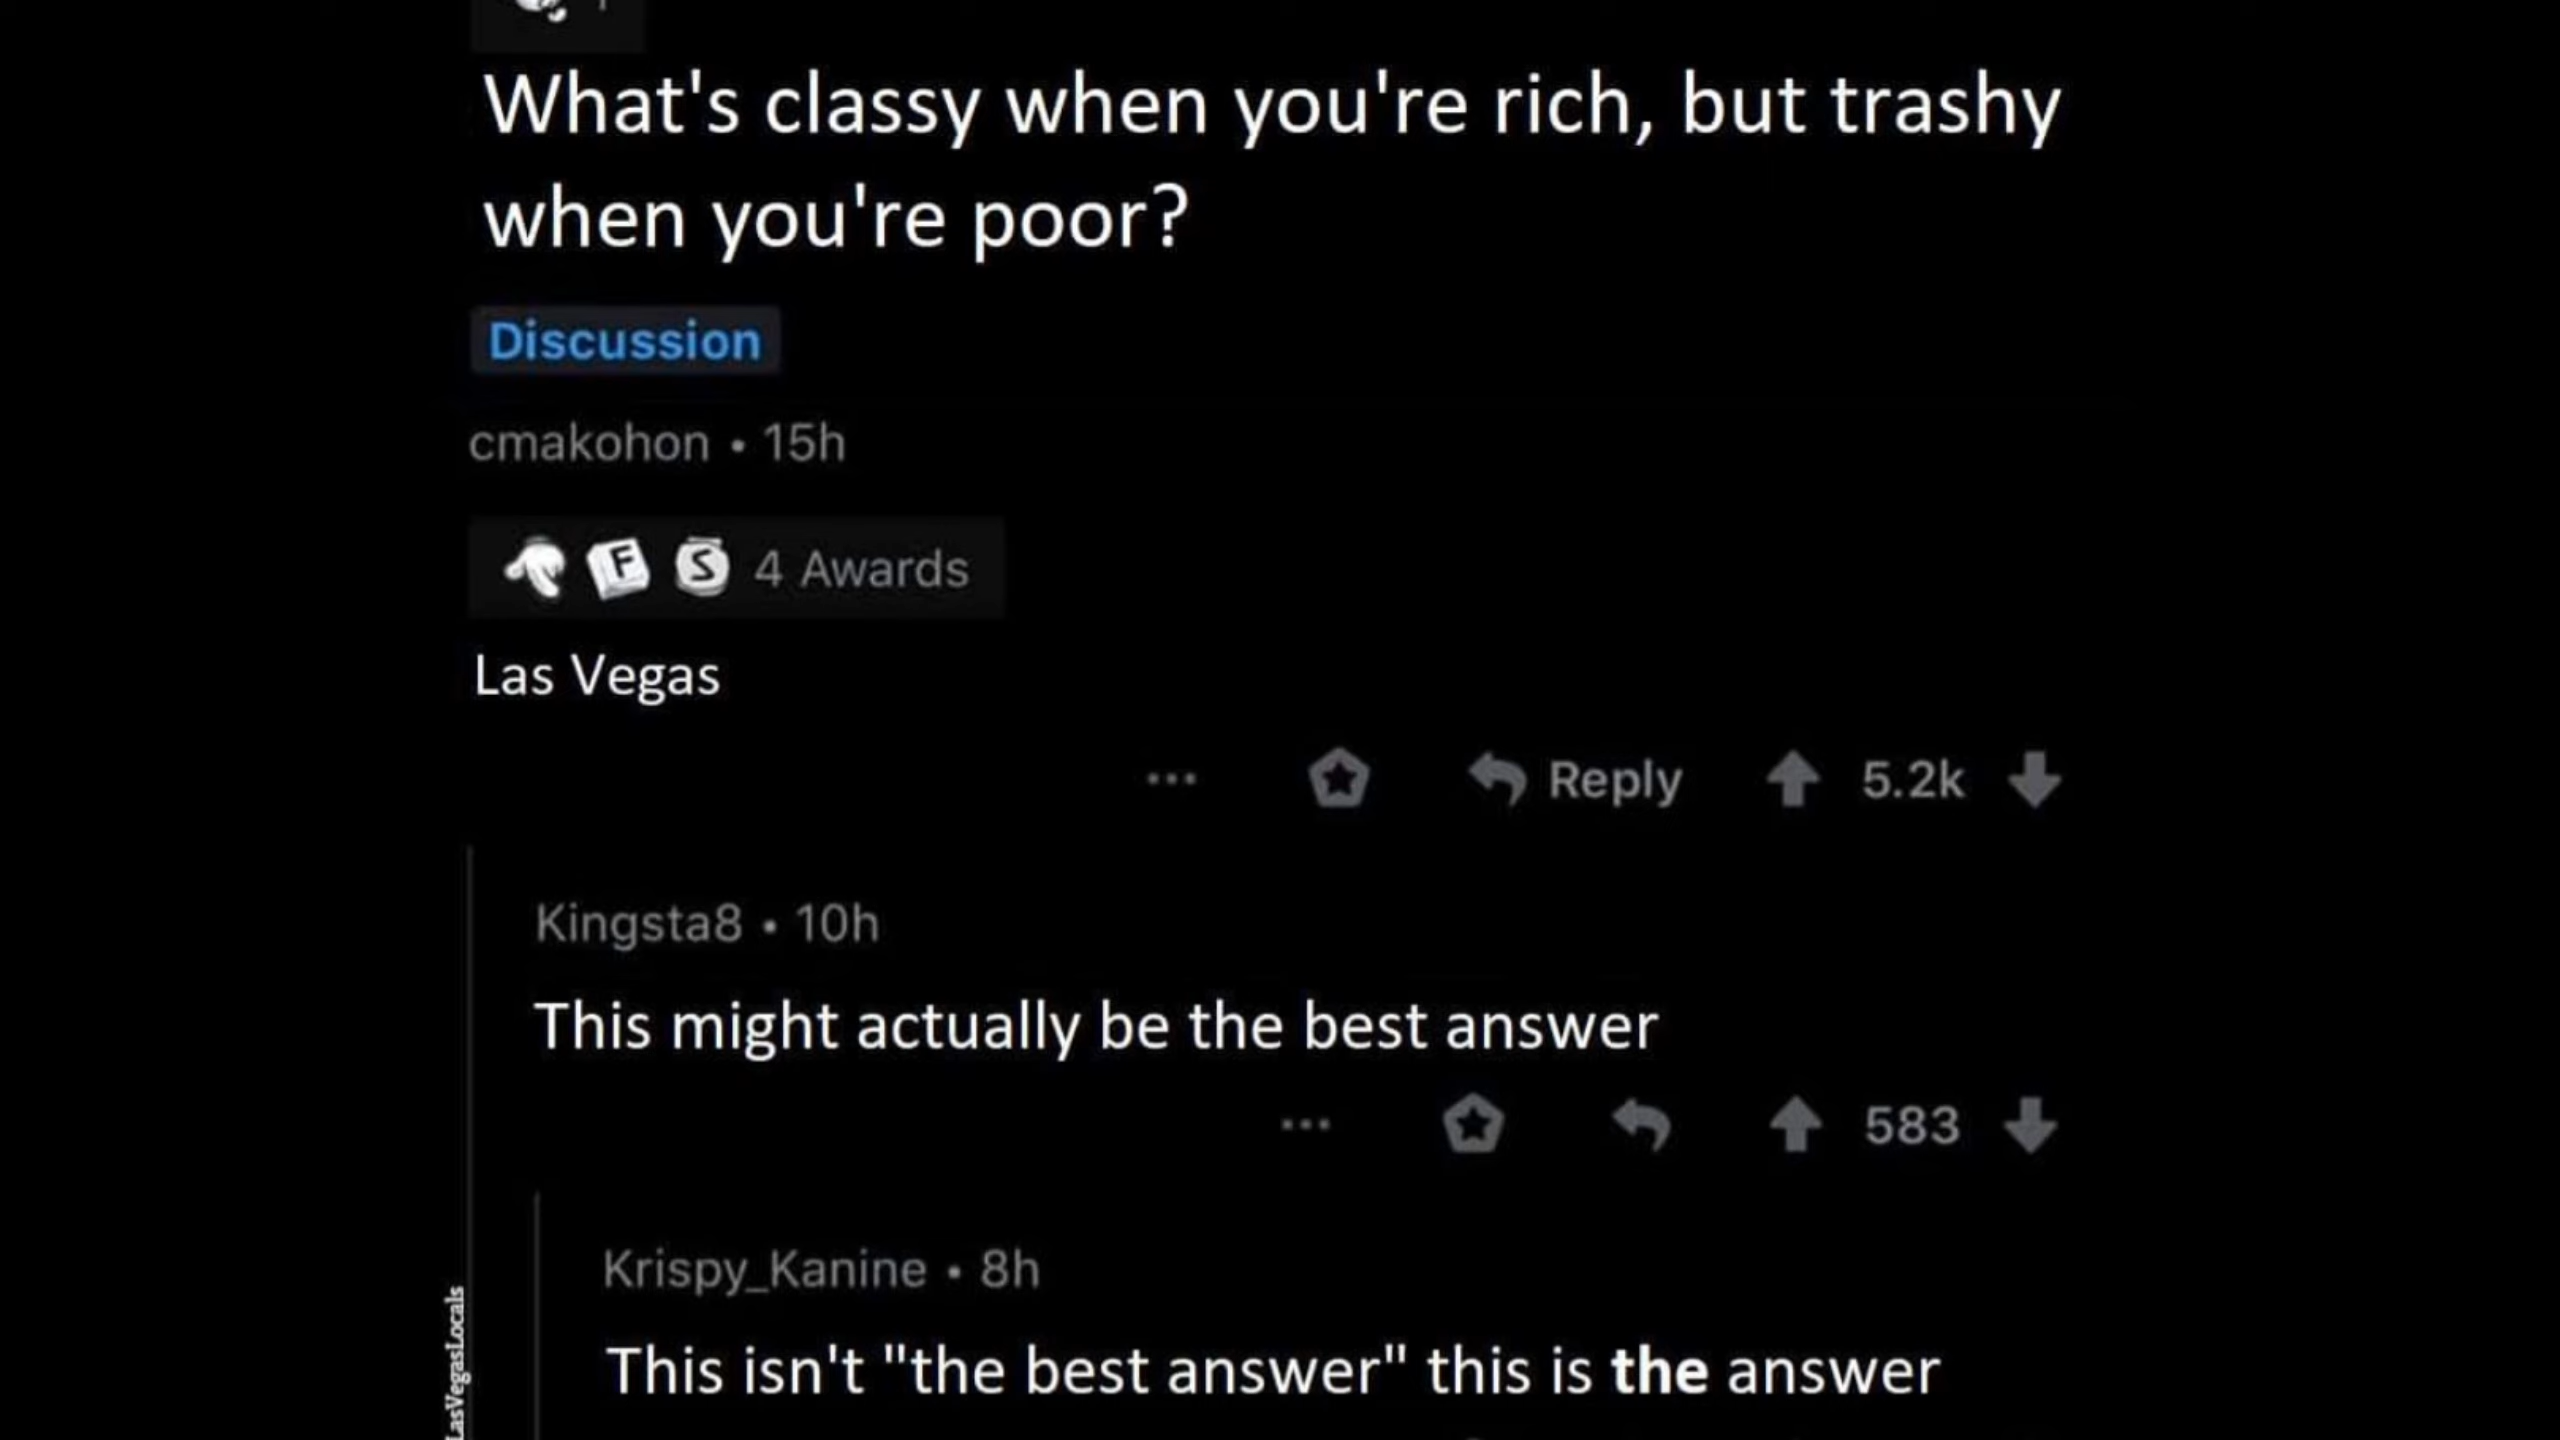 What's classy when you're rich, but trashy
when you're poor?
Discussion
cmakohon • 15h
F S 4 Awards
Las Vegas
... Reply 5.2k
Kingsta8 • 10h
This might actually be the best answer
... 583
Krispy_Kanine • 8h
This isn't "the best answer" this is the answer
LasVegasLocals